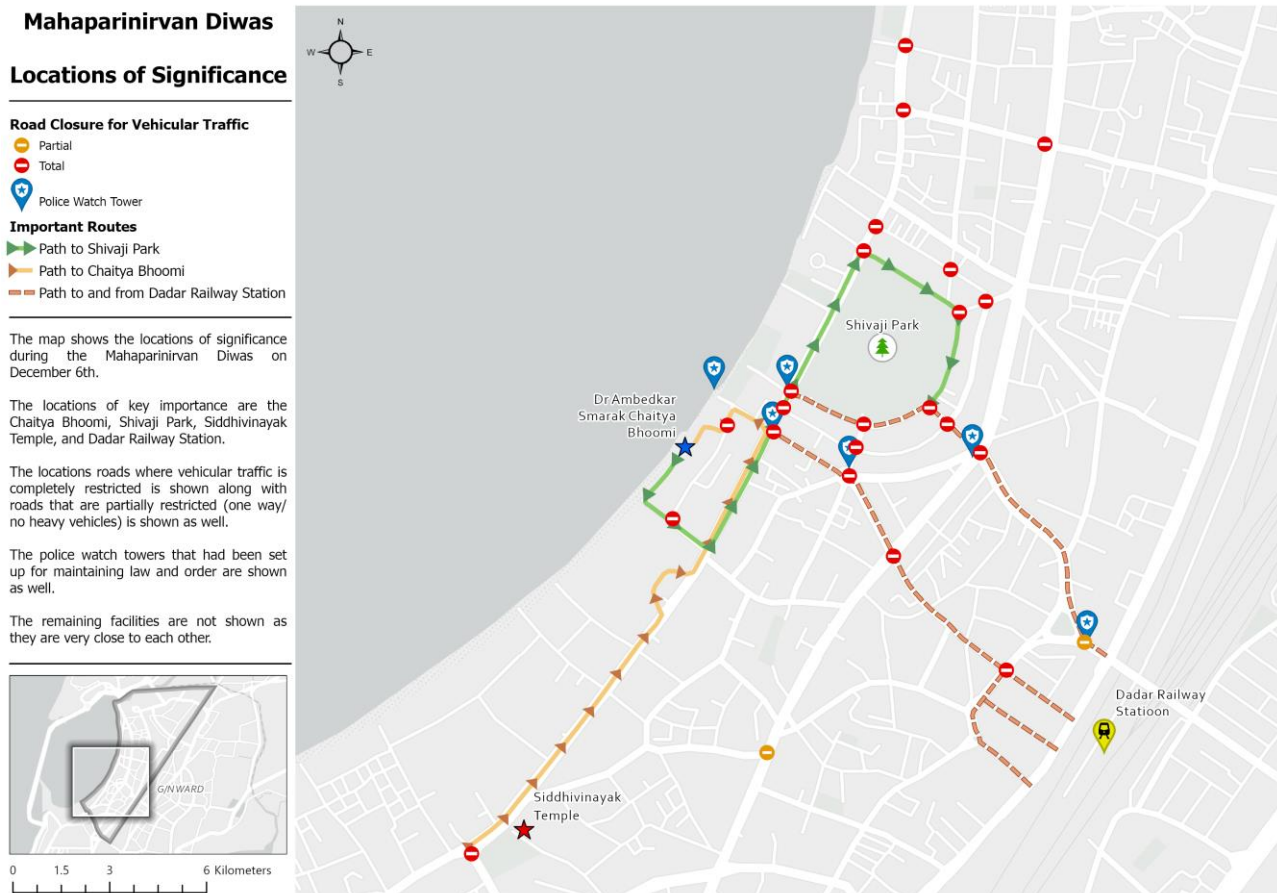 Mahaparinirvan Diwas
Locations of Significance
Road Closure for Vehicular Traffic
Partial
Total
Police Watch Tower
Important Routes
Path to Shivaji Park
Path to Chaitya Bhoomi
Path to and from Dadar Railway Station
The map shows the locations of significance
during the Mahaparinirvan Diwas on
December 6th.
The locations of key importance are the
Chaitya Bhoomi, Shivaji Park, Siddhivinayak
Temple, and Dadar Railway Station.
The locations roads where vehicular traffic is
completely restricted is shown along with
roads that are partially restricted (one way/
no heavy vehicles) is shown as well.
The police watch towers that had been set
up for maintaining law and order are shown
as well.
The remaining facilities are not shown as
they are very close to each other.
G/N WARD
0 1.5 3 6 Kilometers
N
W E
S
Shivaji Park
Dr Ambedkar
Smarak Chaitya
Bhoomi
Dadar Railway
Statioon
Siddhivinayak
Temple